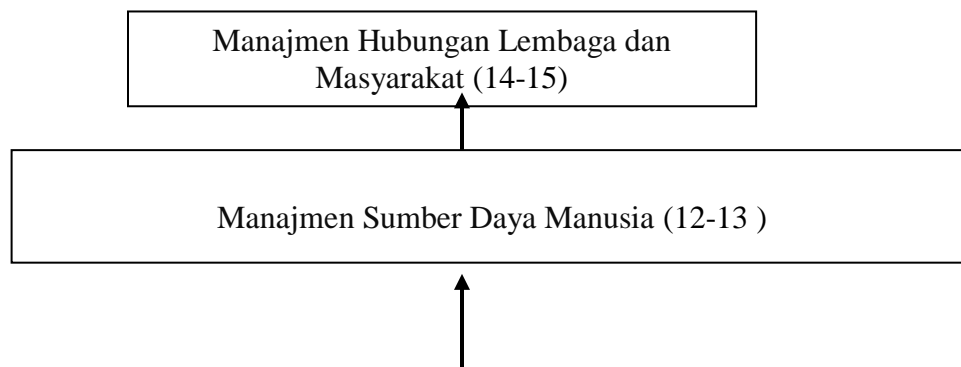 Manajmen Hubungan Lembaga dan
Masyarakat (14-15)
Manajmen Sumber Daya Manusia (12-13 )